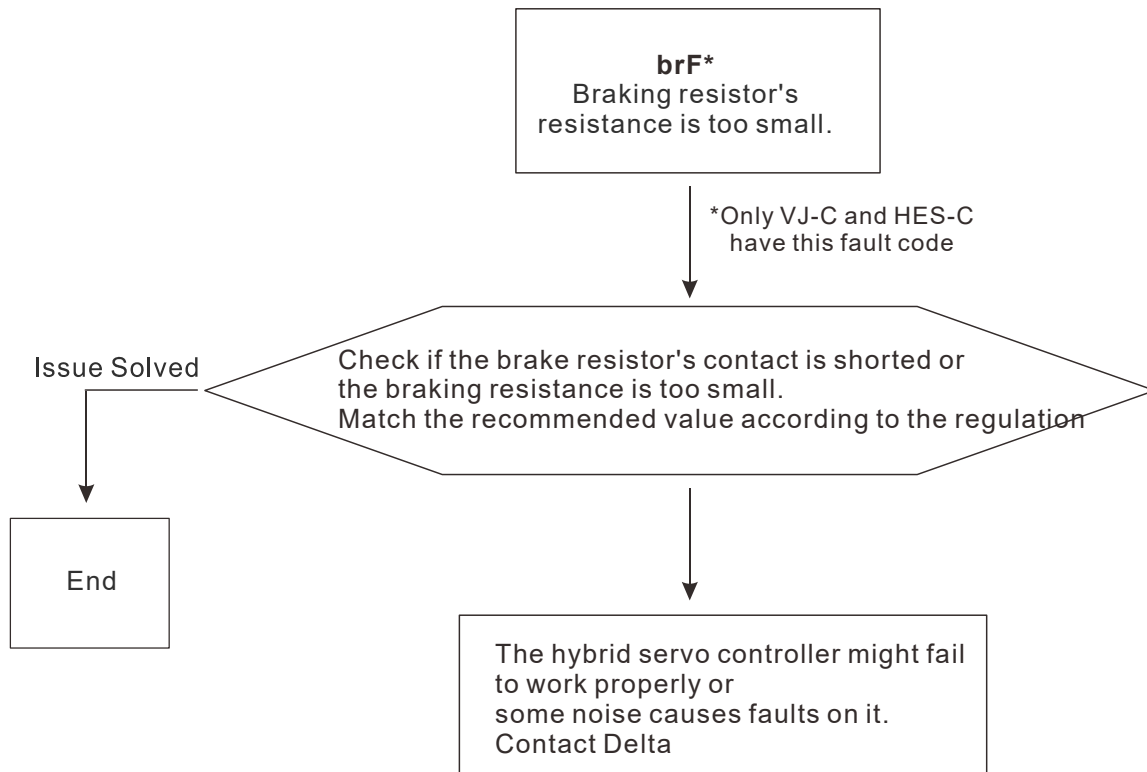 brF*
Braking resistor's
resistance is too small.
*Only VJ-C and HES-C
have this fault code
Issue Solved
Check if the brake resistor's contact is shorted or
the braking resistance is too small.
Match the recommended value according to the regulation
End
The hybrid servo controller might fail
to work properly or
some noise causes faults on it.
Contact Delta